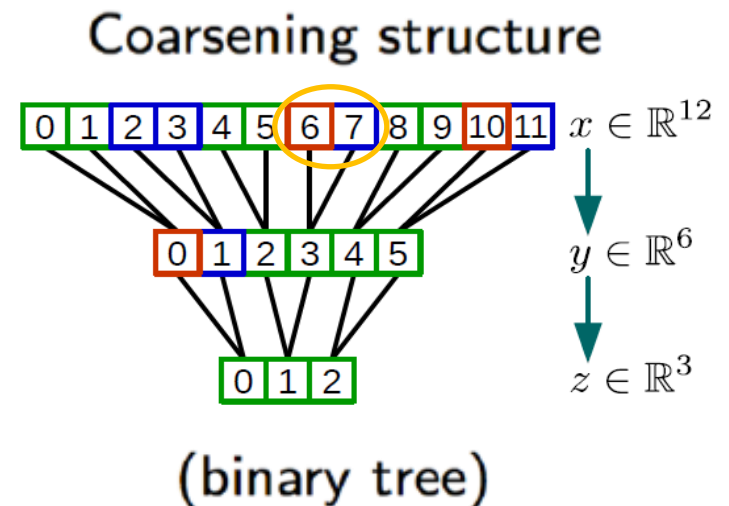 Coarsening structure
0 1 2 3 4 5 6 7 8 9 10 11 x ∈ ℝ¹²
0 1 2 3 4 5 y ∈ ℝ⁶
0 1 2 z ∈ ℝ³
(binary tree)